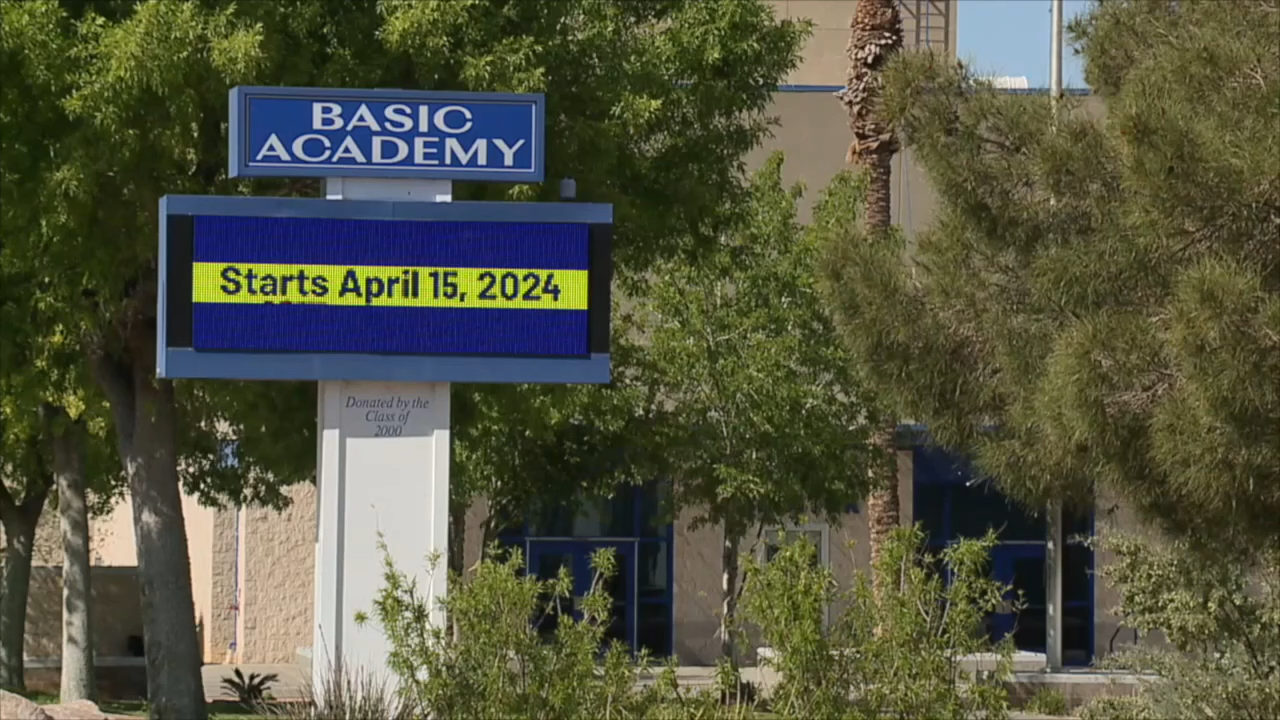 BASIC
ACADEMY
Starts April 15, 2024
Donated by the
Class of
2000